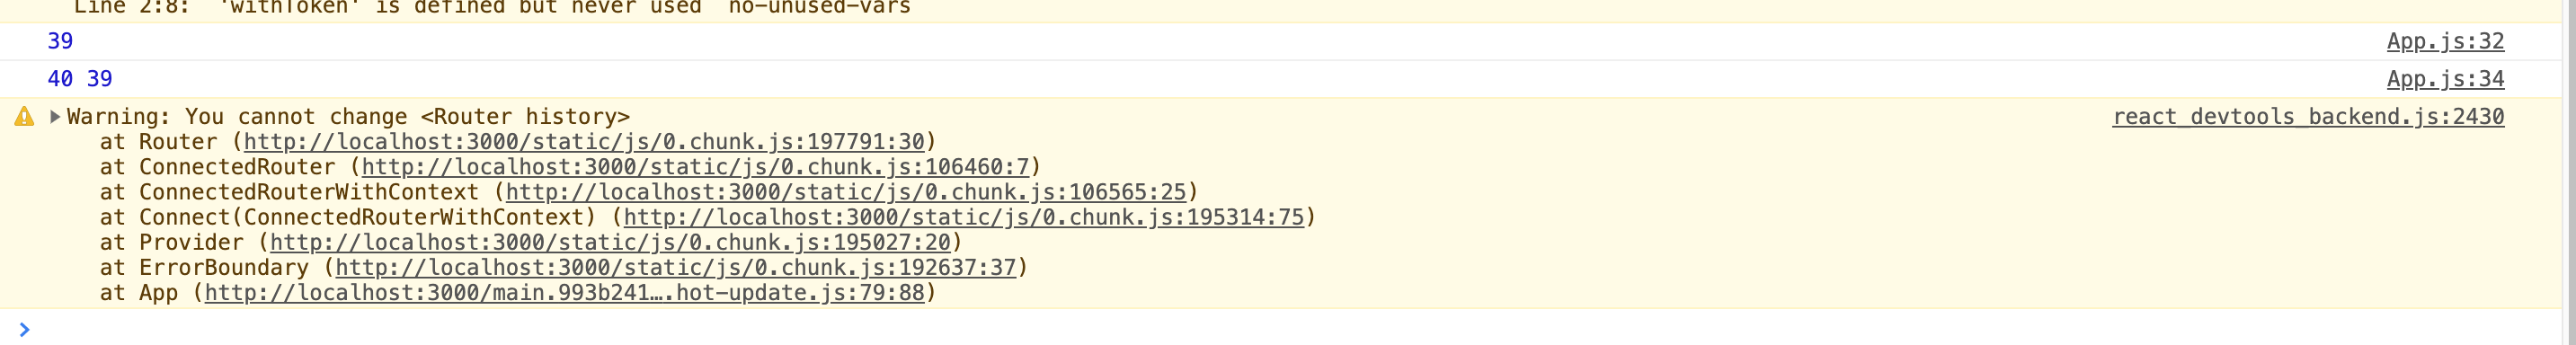 Line 2:8:  'withToken' is defined but never used  no-unused-vars
39 App.js:32
40 39 App.js:34
Warning: You cannot change <Router history> react_devtools_backend.js:2430
at Router (http://localhost:3000/static/js/0.chunk.js:197791:30)
at ConnectedRouter (http://localhost:3000/static/js/0.chunk.js:106460:7)
at ConnectedRouterWithContext (http://localhost:3000/static/js/0.chunk.js:106565:25)
at Connect(ConnectedRouterWithContext) (http://localhost:3000/static/js/0.chunk.js:195314:75)
at Provider (http://localhost:3000/static/js/0.chunk.js:195027:20)
at ErrorBoundary (http://localhost:3000/static/js/0.chunk.js:192637:37)
at App (http://localhost:3000/main.993b241….hot-update.js:79:88)